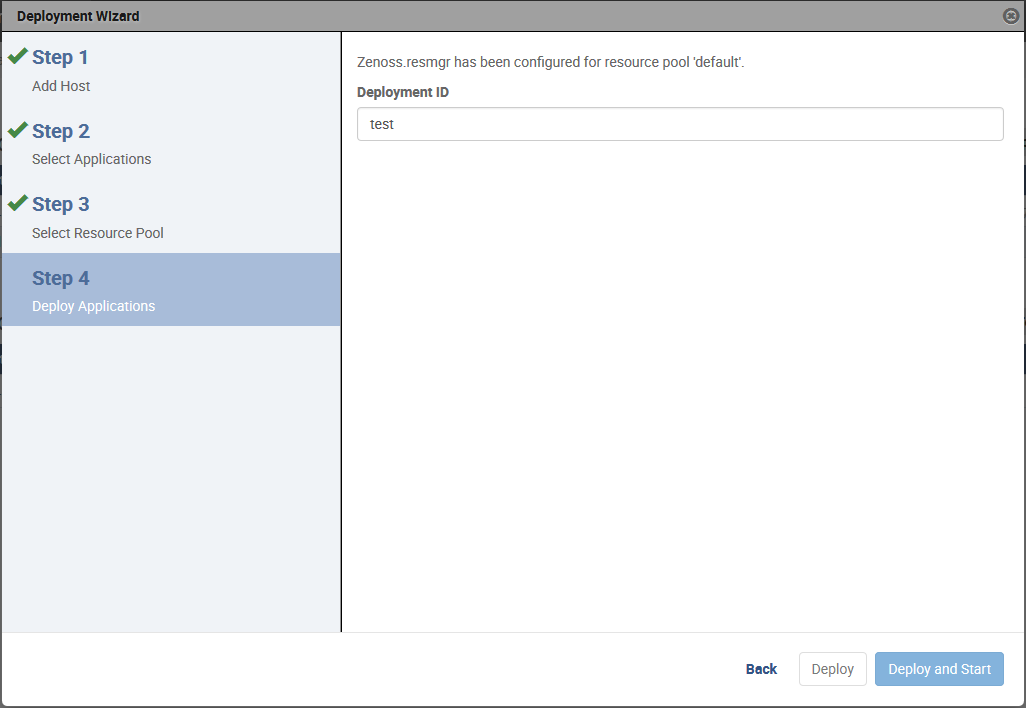 Deployment Wizard
Step 1
Add Host
Step 2
Select Applications
Step 3
Select Resource Pool
Step 4
Deploy Applications
Zenoss.resmgr has been configured for resource pool 'default'.
Deployment ID
test
Back
Deploy
Deploy and Start